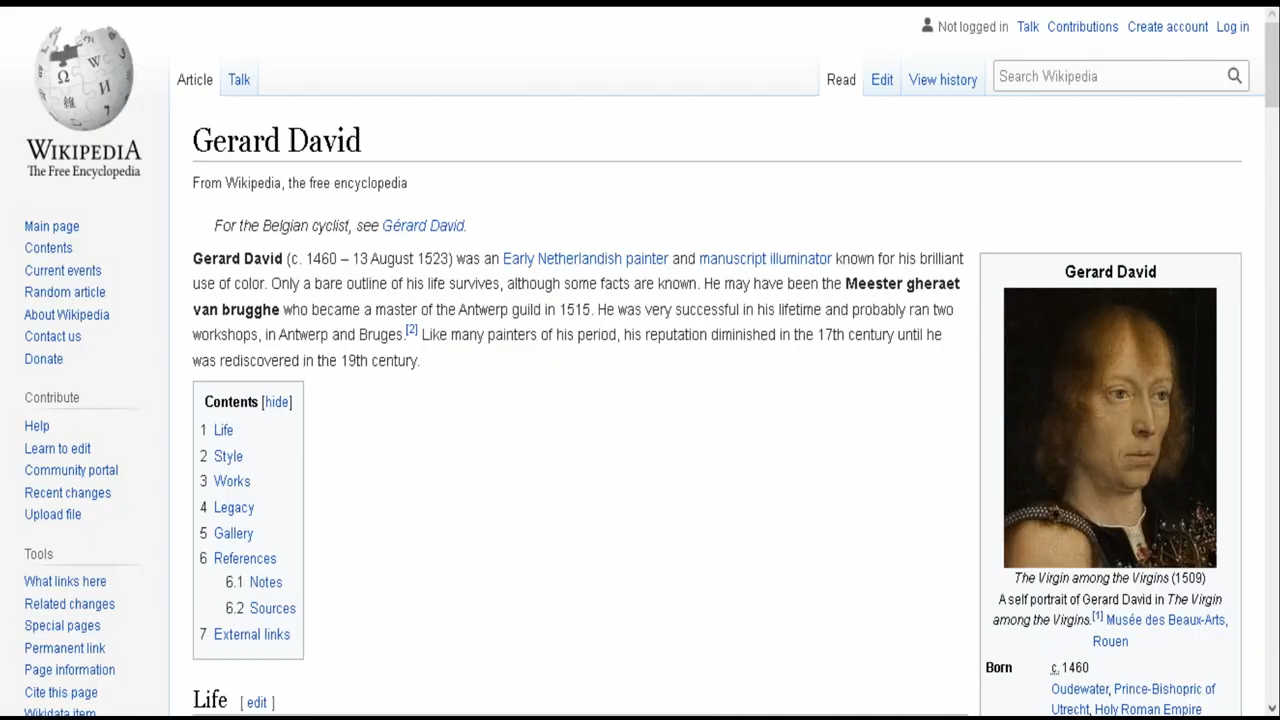 Not logged in Talk Contributions Create account Log in
Article Talk Read Edit View history Search Wikipedia
WIKIPEDIA
The Free Encyclopedia
Main page
Contents
Current events
Random article
About Wikipedia
Contact us
Donate
Contribute
Help
Learn to edit
Community portal
Recent changes
Upload file
Tools
What links here
Related changes
Special pages
Permanent link
Page information
Cite this page
Wikidata item
Gerard David
From Wikipedia, the free encyclopedia
For the Belgian cyclist, see Gérard David.
Gerard David (c. 1460 – 13 August 1523) was an Early Netherlandish painter and manuscript illuminator known for his brilliant
use of color. Only a bare outline of his life survives, although some facts are known. He may have been the Meester gheraet
van brugghe who became a master of the Antwerp guild in 1515. He was very successful in his lifetime and probably ran two
workshops, in Antwerp and Bruges.[2] Like many painters of his period, his reputation diminished in the 17th century until he
was rediscovered in the 19th century.
Contents [hide]
1 Life
2 Style
3 Works
4 Legacy
5 Gallery
6 References
6.1 Notes
6.2 Sources
7 External links
Life [ edit ]
Gerard David
The Virgin among the Virgins (1509)
A self portrait of Gerard David in The Virgin
among the Virgins.[1] Musée des Beaux-Arts,
Rouen
Born c. 1460
Oudewater, Prince-Bishopric of
Utrecht, Holy Roman Empire